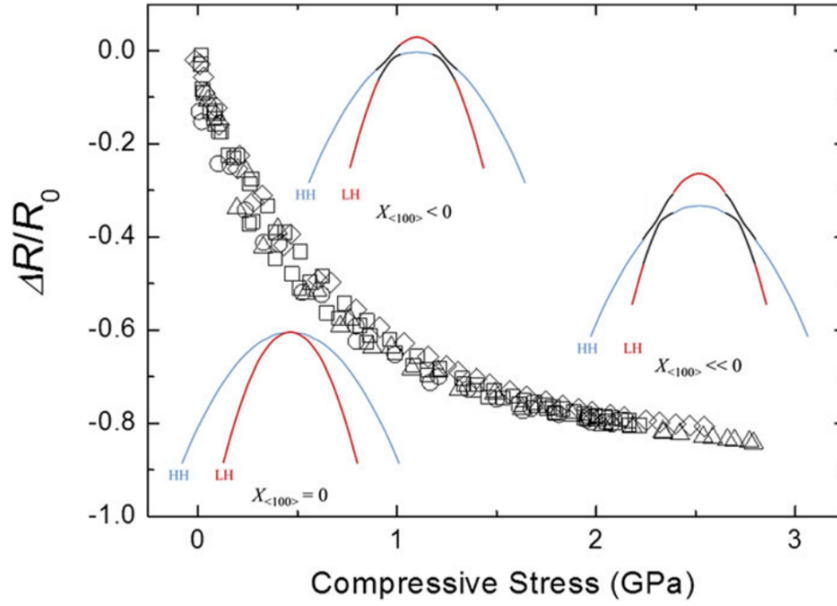 0.0
-0.2
-0.4
-0.6
-0.8
-1.0
ΔR/R₀
HH
LH
X<100> < 0
HH
LH
X<100> << 0
HH
LH
X<100> = 0
0
1
2
3
Compressive Stress (GPa)